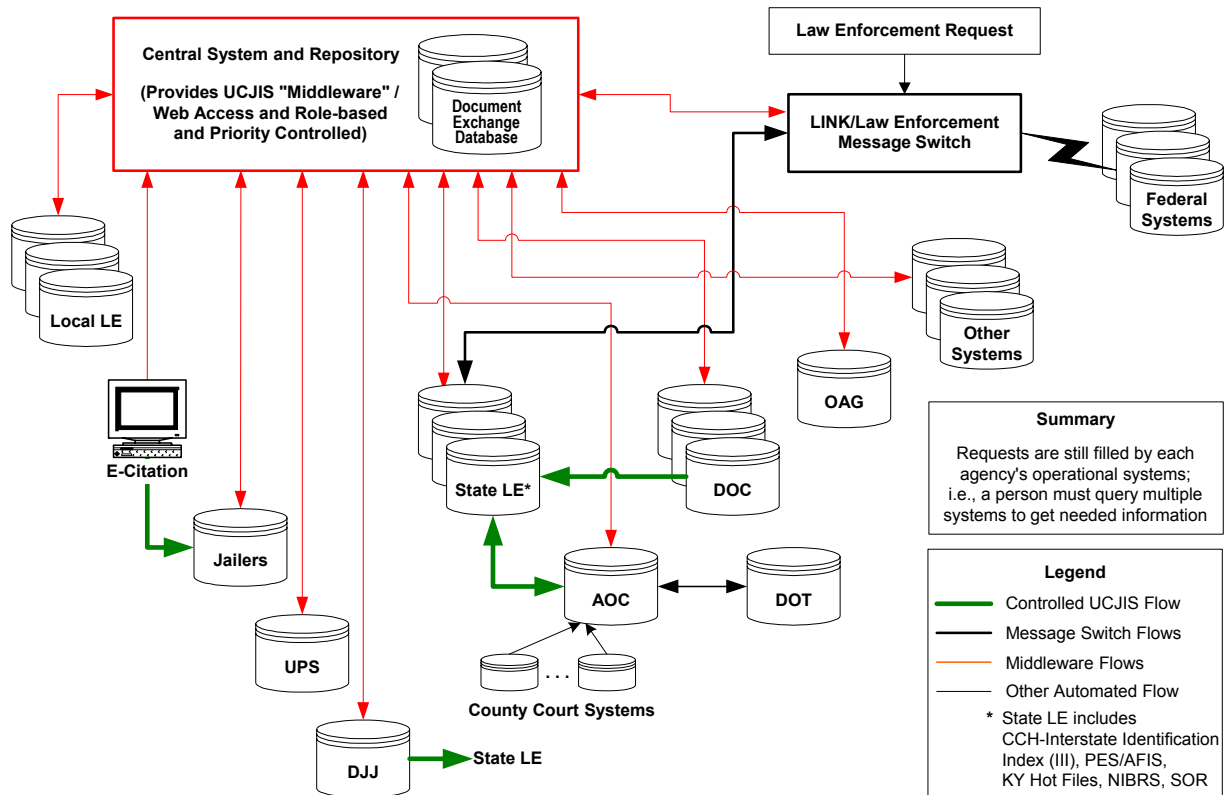 Law Enforcement Request
Central System and Repository
(Provides UCJIS "Middleware" /
Web Access and Role-based
and Priority Controlled)
Document
Exchange
Database
LINK/Law Enforcement
Message Switch
Federal
Systems
Local LE
Other
Systems
OAG
E-Citation
State LE*
DOC
Jailers
AOC
DOT
UPS
. . .
County Court Systems
DJJ
State LE
Summary
Requests are still filled by each
agency's operational systems;
i.e., a person must query multiple
systems to get needed information
Legend
Controlled UCJIS Flow
Message Switch Flows
Middleware Flows
Other Automated Flow
* State LE includes
CCH-Interstate Identification
Index (III), PES/AFIS,
KY Hot Files, NIBRS, SOR